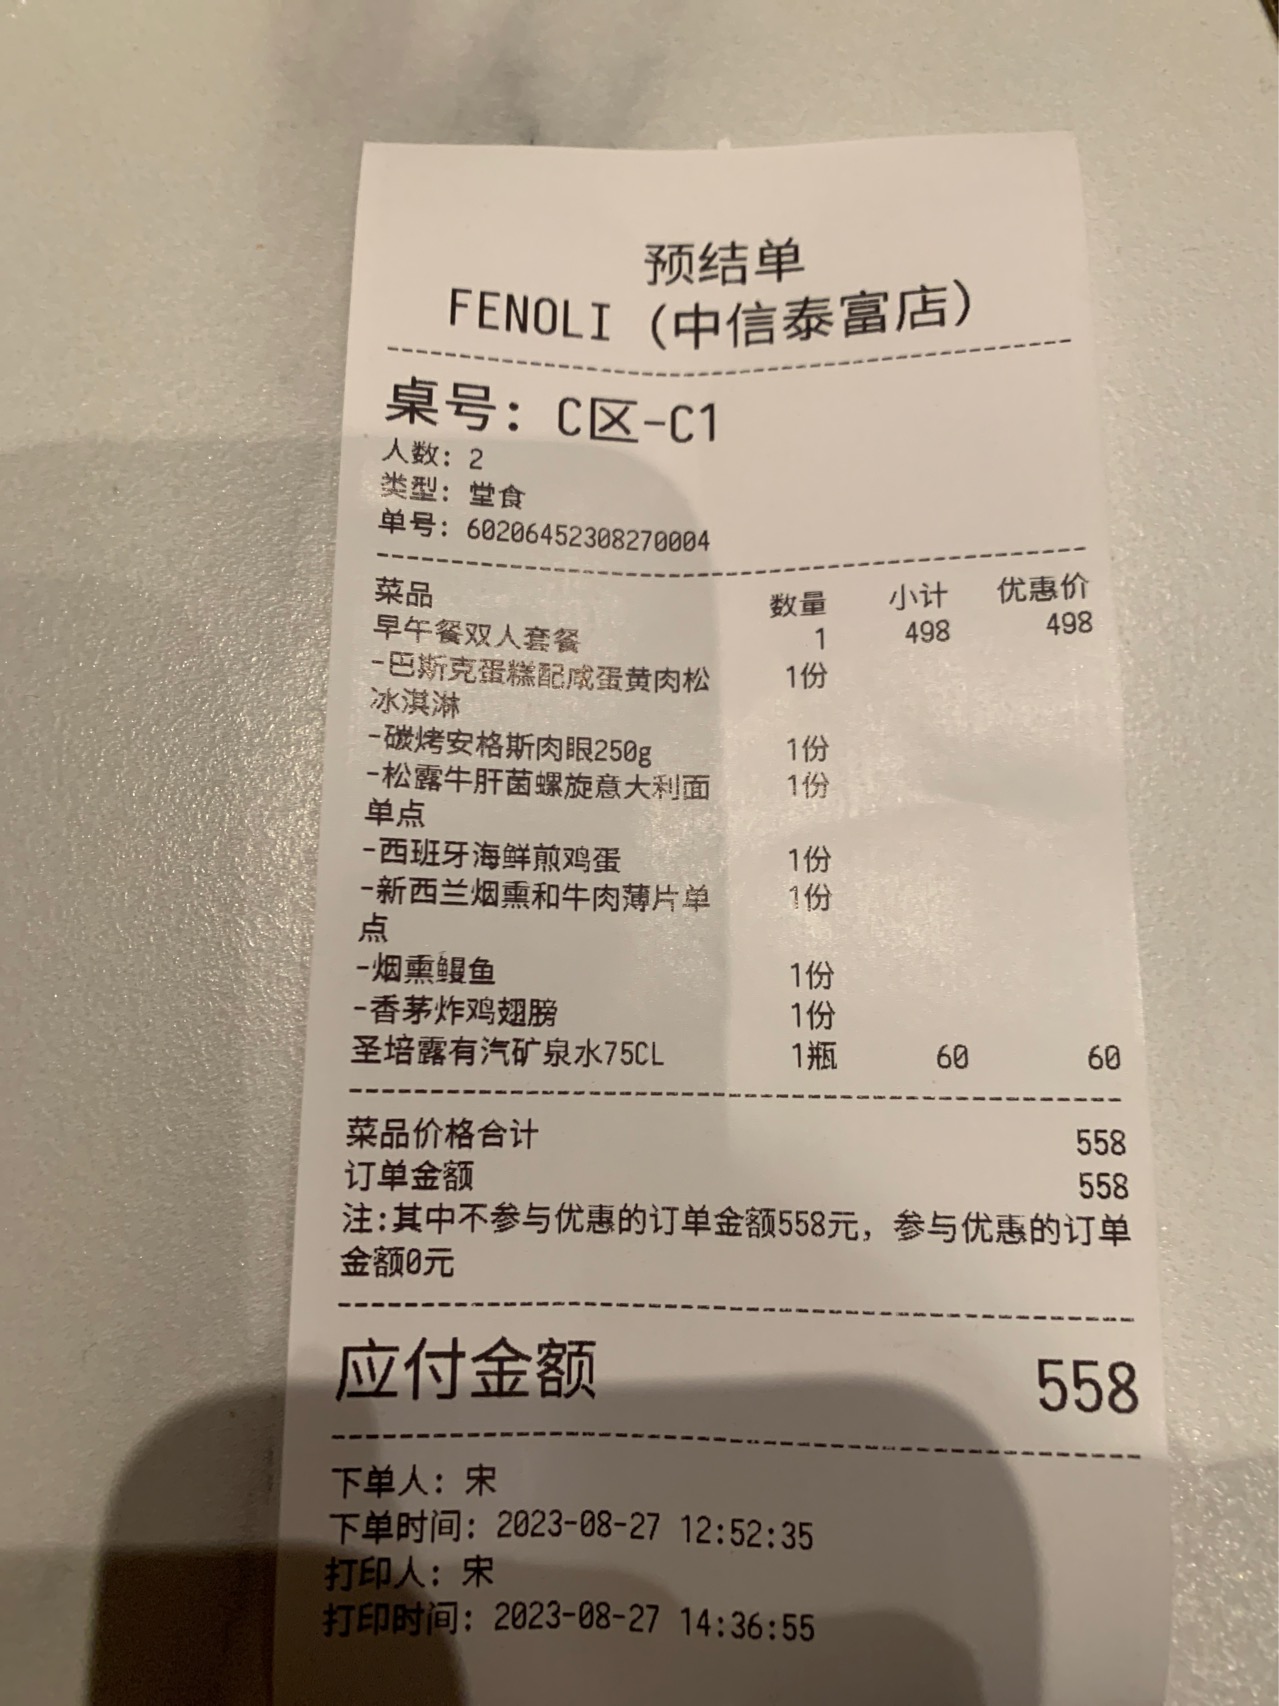 预结单
FENOLI (中信泰富店)
桌号: C区-C1
人数: 2
类型: 堂食
单号: 60206452308270004
菜品 数量 小计 优惠价
早午餐双人套餐 1 498 498
-巴斯克蛋糕配咸蛋黄肉松 1份
冰淇淋
-碳烤安格斯肉眼250g 1份
-松露牛肝菌螺旋意大利面 1份
单点
-西班牙海鲜煎鸡蛋 1份
-新西兰烟熏和牛肉薄片单 1份
点
-烟熏鳗鱼 1份
-香茅炸鸡翅膀 1份
圣培露有汽矿泉水75CL 1瓶 60 60
菜品价格合计 558
订单金额 558
注:其中不参与优惠的订单金额558元, 参与优惠的订单
金额0元
应付金额 558
下单人: 宋
下单时间: 2023-08-27 12:52:35
打印人: 宋
打印时间: 2023-08-27 14:36:55